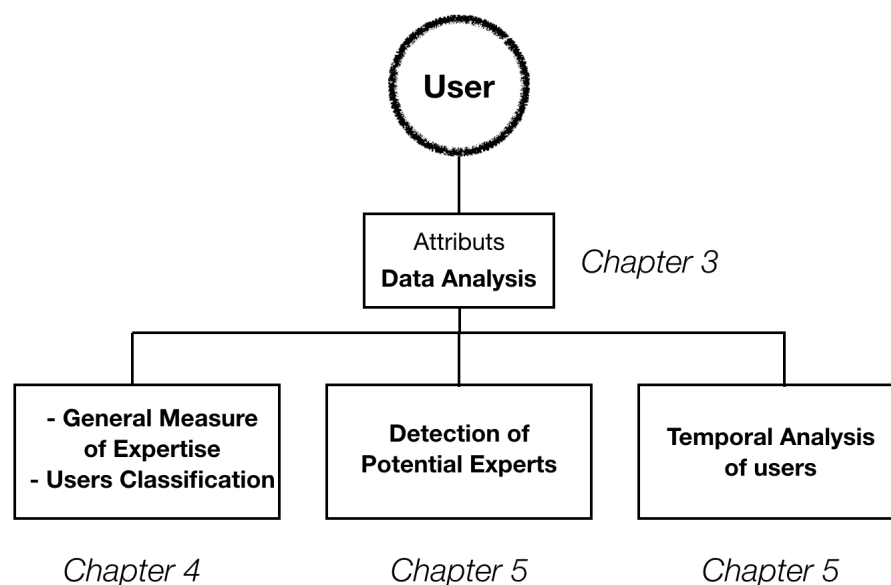 User
Attributs
Data Analysis
Chapter 3
- General Measure
of Expertise
- Users Classification
Detection of
Potential Experts
Temporal Analysis
of users
Chapter 4
Chapter 5
Chapter 5